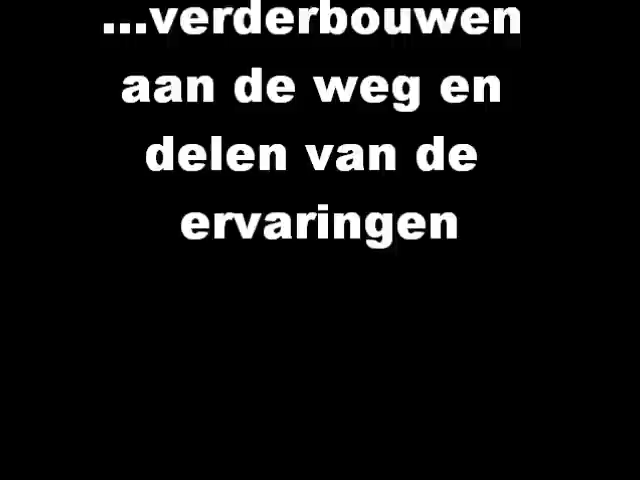 ...verderbouwen
aan de weg en
delen van de
ervaringen